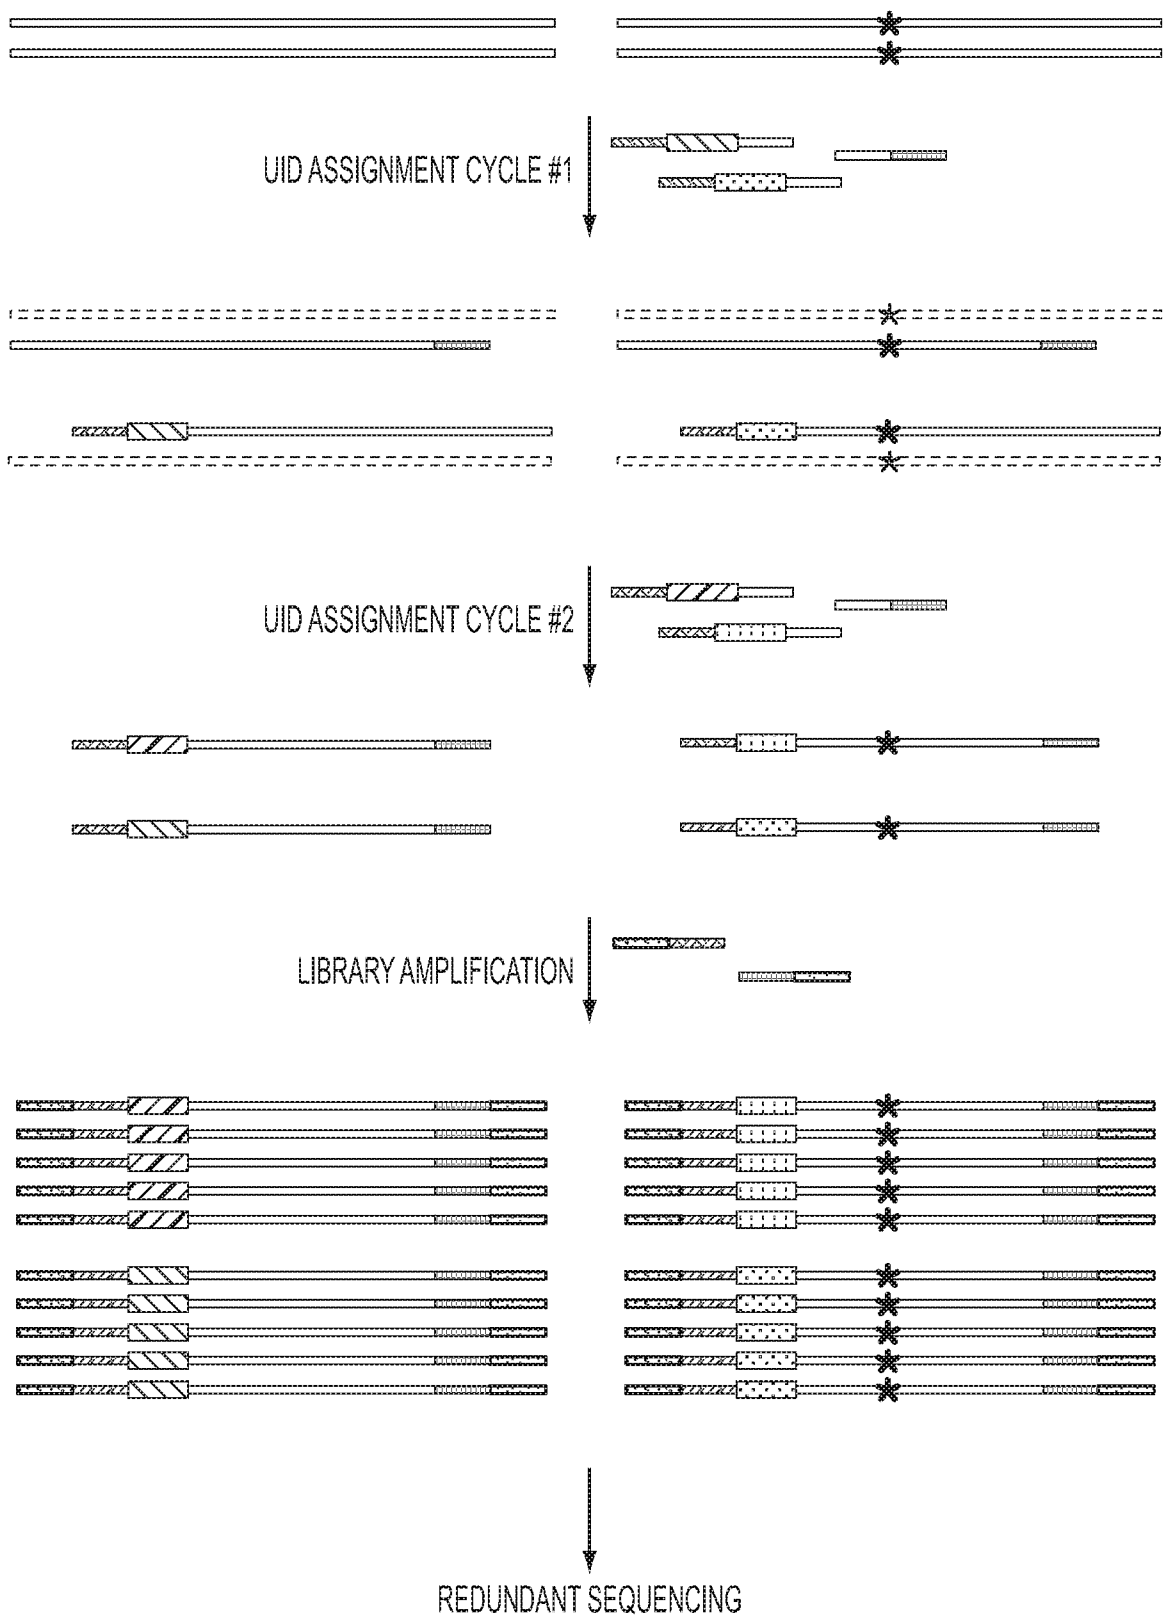 UID ASSIGNMENT CYCLE #1
UID ASSIGNMENT CYCLE #2
LIBRARY AMPLIFICATION
REDUNDANT SEQUENCING